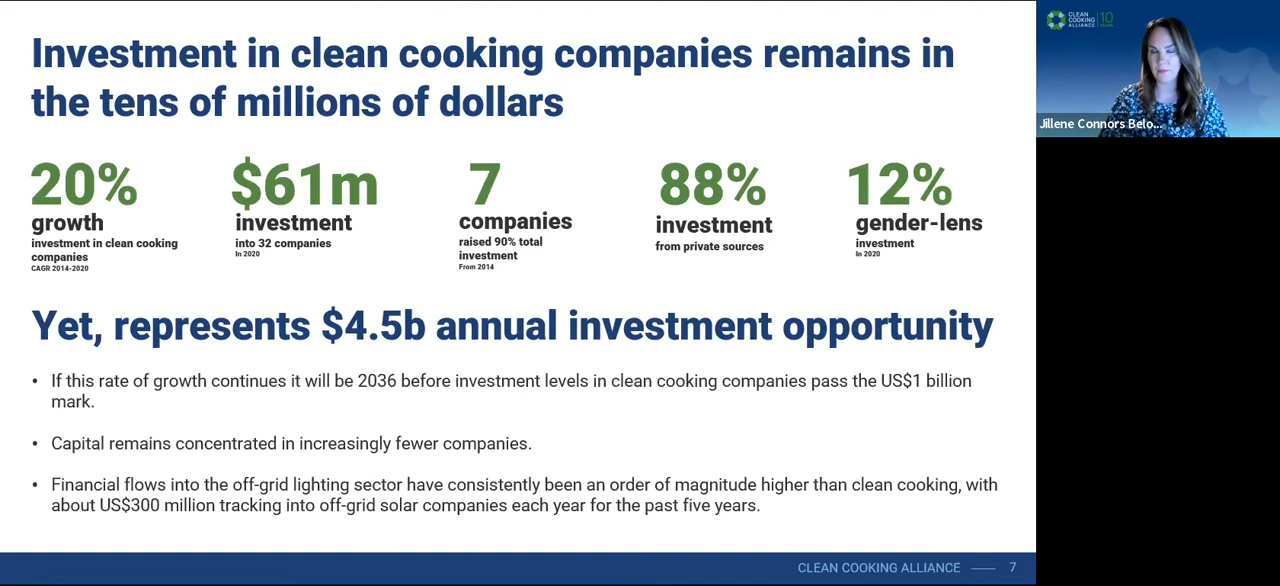 Investment in clean cooking companies remains in
the tens of millions of dollars
20%
growth
investment in clean cooking
companies
CAGR 2014-2020
$61m
investment
into 32 companies
In 2020
7
companies
raised 90% total
investment
From 2014
88%
investment
from private sources
12%
gender-lens
investment
In 2020
Yet, represents $4.5b annual investment opportunity
• If this rate of growth continues it will be 2036 before investment levels in clean cooking companies pass the US$1 billion
mark.
• Capital remains concentrated in increasingly fewer companies.
• Financial flows into the off-grid lighting sector have consistently been an order of magnitude higher than clean cooking, with
about US$300 million tracking into off-grid solar companies each year for the past five years.
CLEAN COOKING ALLIANCE 7
CLEAN
COOKING
ALLIANCE
10
Jillene Connors Belo...